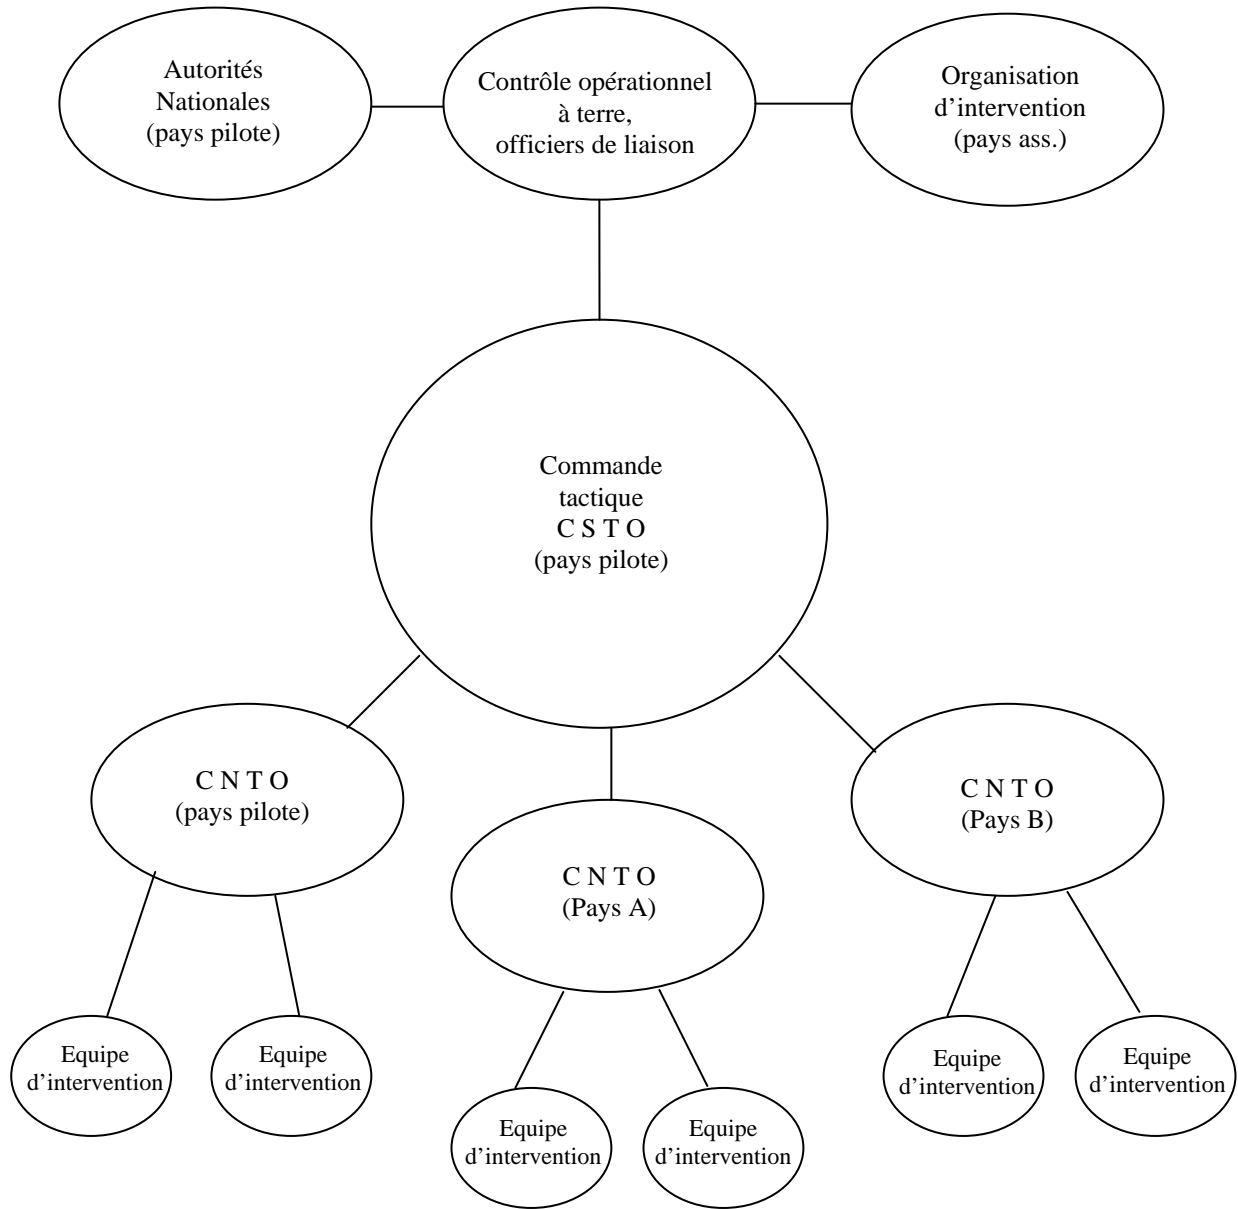 Autorités
Nationales
(pays pilote)
Contrôle opérationnel
à terre,
officiers de liaison
Organisation
d’intervention
(pays ass.)
Commande
tactique
C S T O
(pays pilote)
C N T O
(pays pilote)
C N T O
(Pays A)
C N T O
(Pays B)
Equipe
d’intervention
Equipe
d’intervention
Equipe
d’intervention
Equipe
d’intervention
Equipe
d’intervention
Equipe
d’intervention